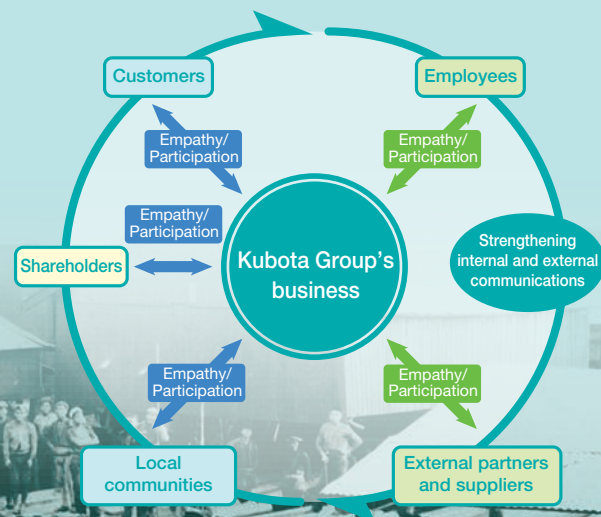 Customers
Employees
Empathy/
Participation
Empathy/
Participation
Empathy/
Participation
Shareholders
Kubota Group's
business
Strengthening
internal and external
communications
Empathy/
Participation
Empathy/
Participation
Local
communities
External partners
and suppliers